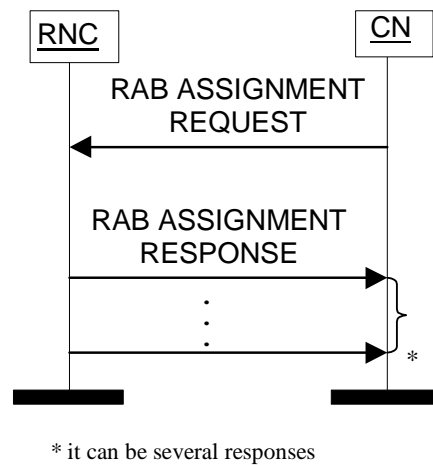 RNC
CN
RAB ASSIGNMENT
REQUEST
RAB ASSIGNMENT
RESPONSE
*
* it can be several responses